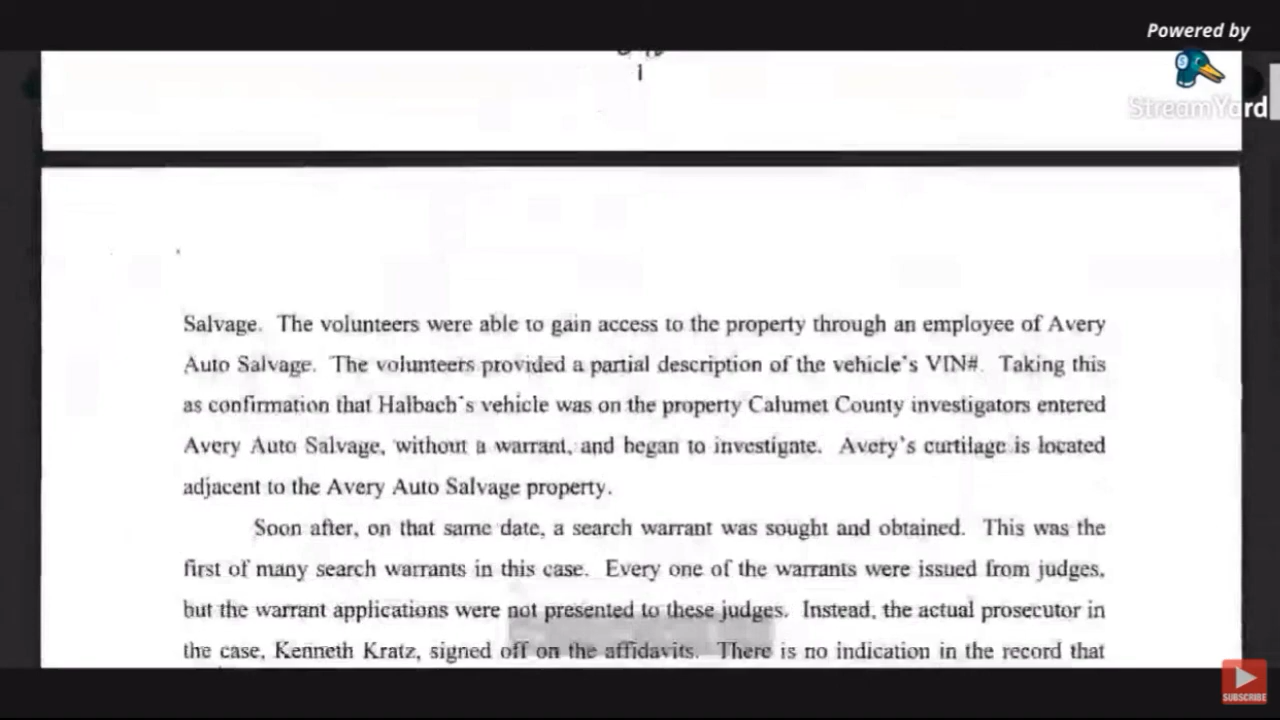 Powered by
StreamYard
i
Salvage. The volunteers were able to gain access to the property through an employee of Avery
Auto Salvage. The volunteers provided a partial description of the vehicle's VIN#. Taking this
as confirmation that Halbach's vehicle was on the property Calumet County investigators entered
Avery Auto Salvage, without a warrant, and began to investigate. Avery's curtilage is located
adjacent to the Avery Auto Salvage property.
Soon after, on that same date, a search warrant was sought and obtained. This was the
first of many search warrants in this case. Every one of the warrants were issued from judges,
but the warrant applications were not presented to these judges. Instead, the actual prosecutor in
the case, Kenneth Kratz, signed off on the affidavits. There is no indication in the record that
SUBSCRIBE